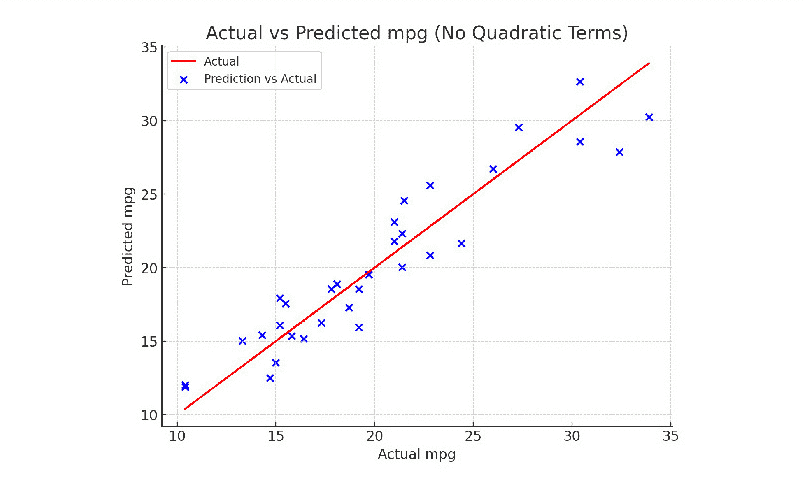 Actual vs Predicted mpg (No Quadratic Terms)
Actual
Prediction vs Actual
35
30
25
20
15
10
Predicted mpg
10 15 20 25 30 35
Actual mpg